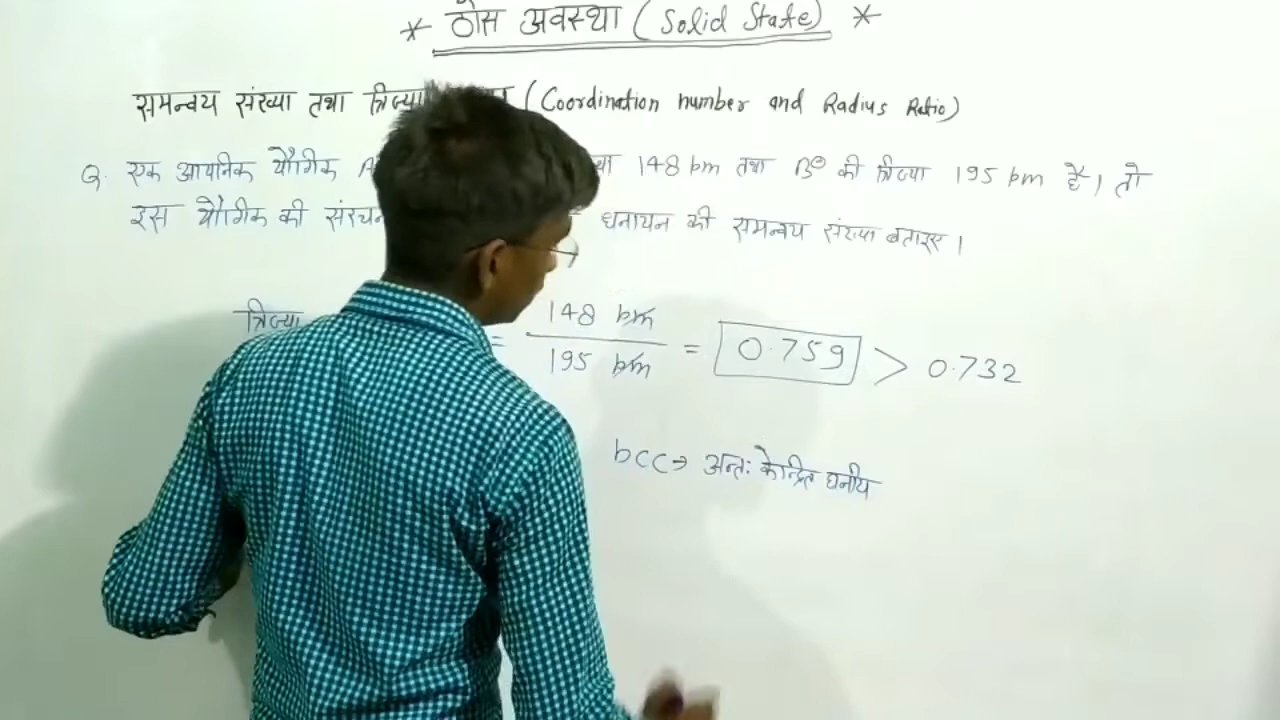 * ठोस अवस्था ( Solid State ) *
समन्वय संख्या तथा त्रिज्या ( Coordination number and Radius Ratio )
Q. एक आयनिक यौगिक A 148 pm तथा B⊖ की त्रिज्या 195 pm है। तो
इस यौगिक की धनायन की समन्वय संख्या बताइए।
त्रिज्या = 148 pm / 195 pm = 0.759 > 0.732
bcc → अन्तः केन्द्रित घनीय